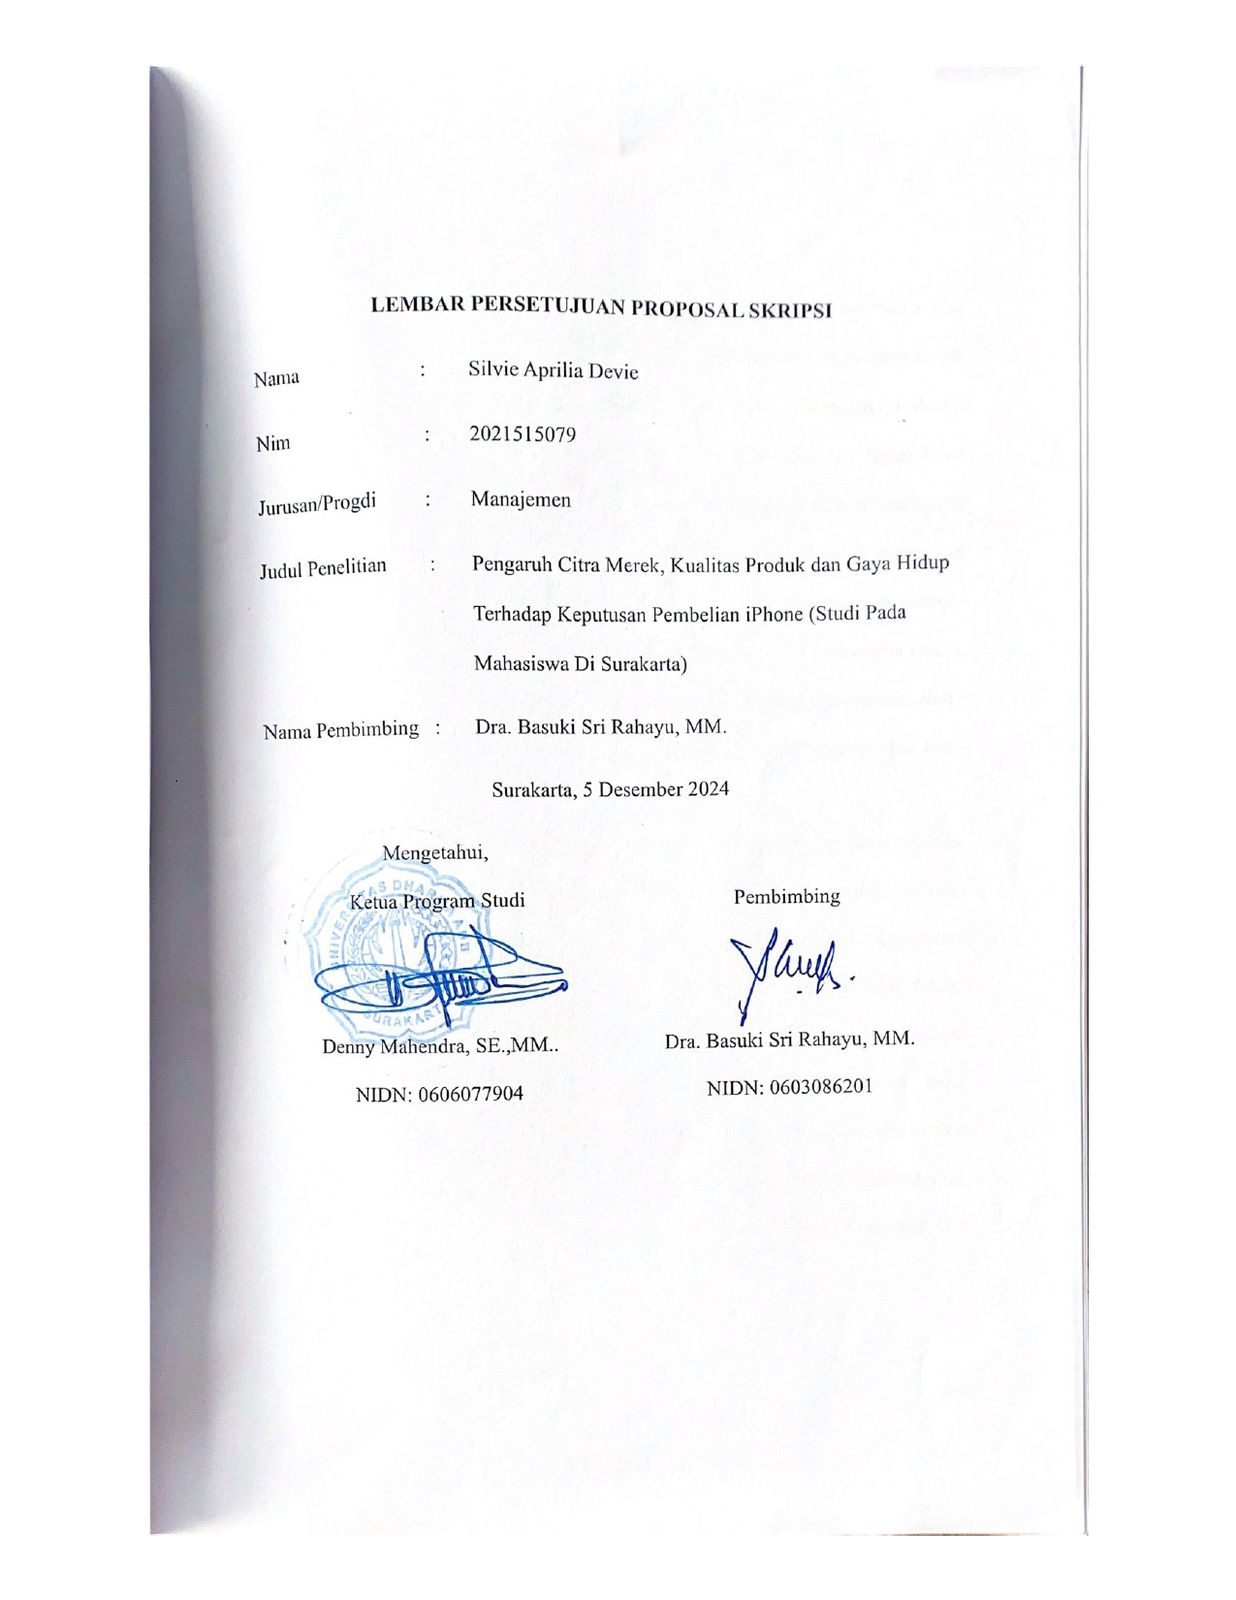 LEMBAR PERSETUJUAN PROPOSAL SKRIPSI
Nama : Silvie Aprilia Devie
Nim : 2021515079
Jurusan/Progdi : Manajemen
Judul Penelitian : Pengaruh Citra Merek, Kualitas Produk dan Gaya Hidup
Terhadap Keputusan Pembelian iPhone (Studi Pada
Mahasiswa Di Surakarta)
Nama Pembimbing : Dra. Basuki Sri Rahayu, MM.
Surakarta, 5 Desember 2024
Mengetahui,
Ketua Program Studi
Pembimbing
SURAKARTA
Denny Mahendra, SE.,MM..
Dra. Basuki Sri Rahayu, MM.
NIDN: 0606077904
NIDN: 0603086201